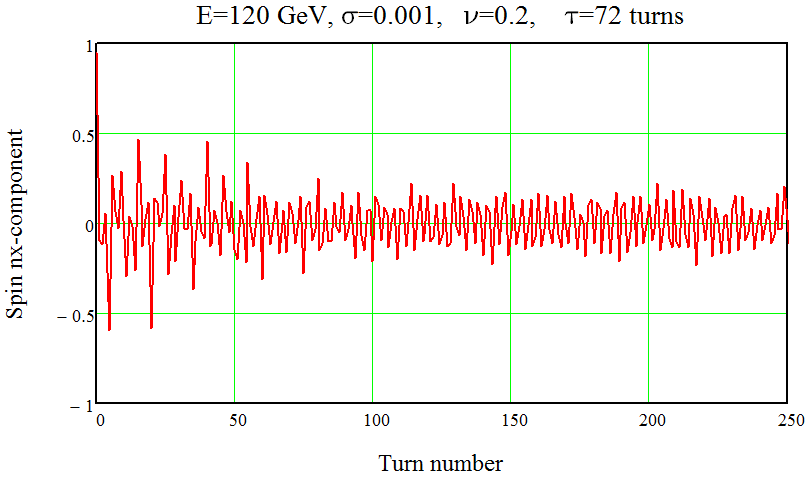 E=120 GeV, σ=0.001, ν=0.2, τ=72 turns
Spin nx-component
1
0.5
0
− 0.5
− 1
0 50 100 150 200 250
Turn number